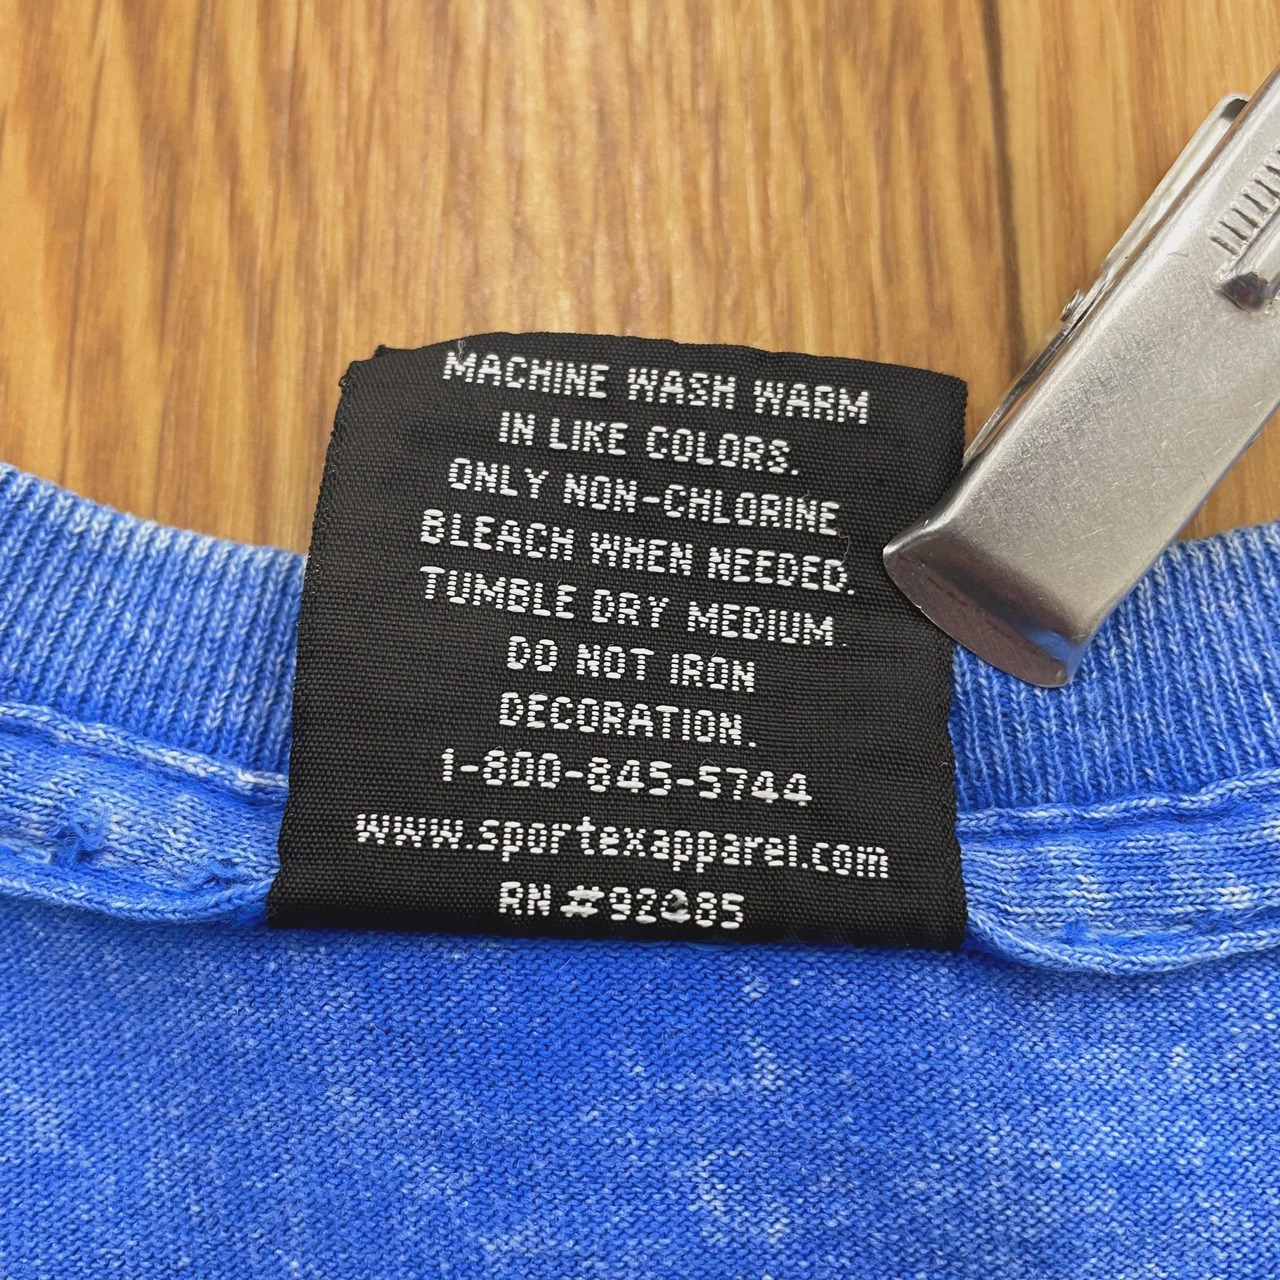 MACHINE WASH WARM
IN LIKE COLORS.
ONLY NON-CHLORINE
BLEACH WHEN NEEDED.
TUMBLE DRY MEDIUM.
DO NOT IRON
DECORATION.
1-800-845-5744
www.sportexapparel.com
RN